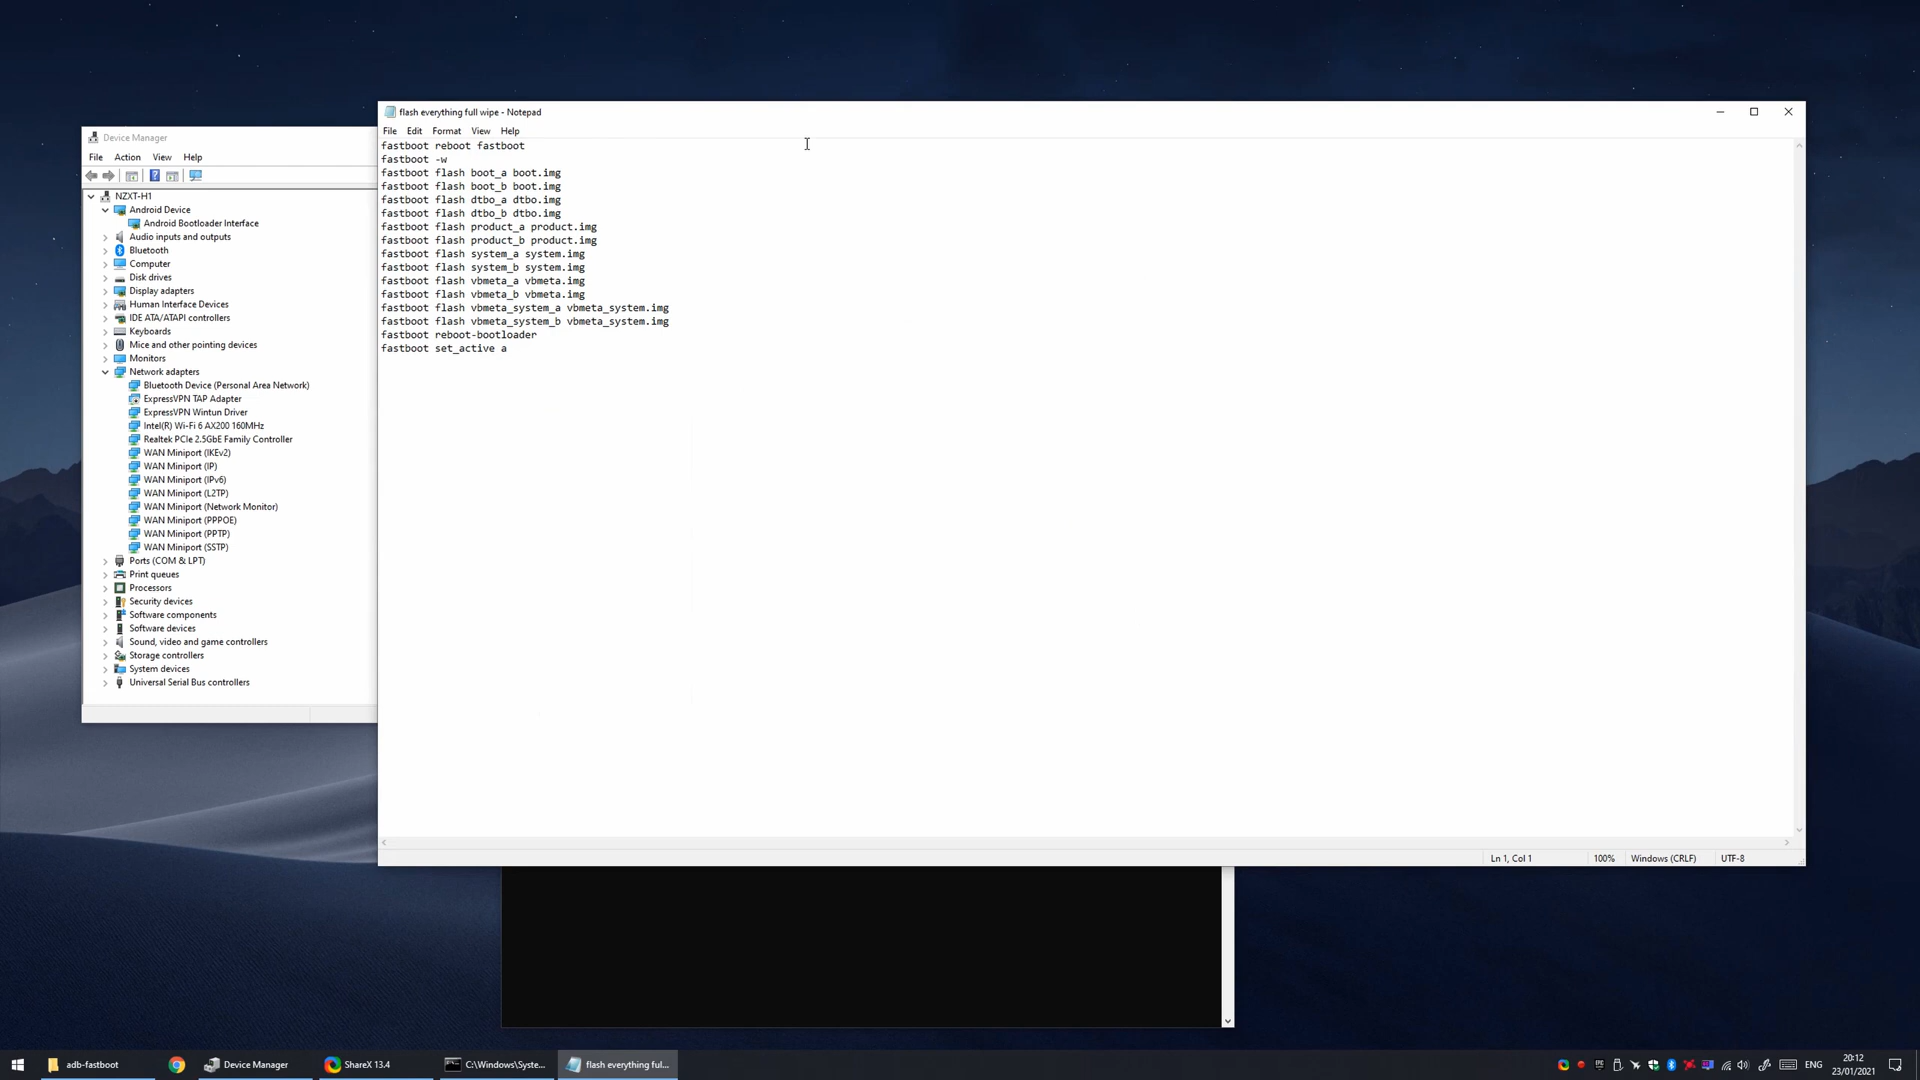 flash everything full wipe - Notepad
File Edit Format View Help
fastboot reboot fastboot
fastboot -w
fastboot flash boot_a boot.img
fastboot flash boot_b boot.img
fastboot flash dtbo_a dtbo.img
fastboot flash dtbo_b dtbo.img
fastboot flash product_a product.img
fastboot flash product_b product.img
fastboot flash system_a system.img
fastboot flash system_b system.img
fastboot flash vbmeta_a vbmeta.img
fastboot flash vbmeta_b vbmeta.img
fastboot flash vbmeta_system_a vbmeta_system.img
fastboot flash vbmeta_system_b vbmeta_system.img
fastboot reboot-bootloader
fastboot set_active a
Ln 1, Col 1 100% Windows (CRLF) UTF-8
Device Manager
File Action View Help
NZXT-H1
Android Device
Android Bootloader Interface
Audio inputs and outputs
Bluetooth
Computer
Disk drives
Display adapters
Human Interface Devices
IDE ATA/ATAPI controllers
Keyboards
Mice and other pointing devices
Monitors
Network adapters
Bluetooth Device (Personal Area Network)
ExpressVPN TAP Adapter
ExpressVPN Wintun Driver
Intel(R) Wi-Fi 6 AX200 160MHz
Realtek PCIe 2.5GbE Family Controller
WAN Miniport (IKEv2)
WAN Miniport (IP)
WAN Miniport (IPv6)
WAN Miniport (L2TP)
WAN Miniport (Network Monitor)
WAN Miniport (PPPOE)
WAN Miniport (PPTP)
WAN Miniport (SSTP)
Ports (COM & LPT)
Print queues
Processors
Security devices
Software components
Software devices
Sound, video and game controllers
Storage controllers
System devices
Universal Serial Bus controllers
adb-fastboot Device Manager ShareX 13.4 C:\Windows\Syste... flash everything ful... ENG 20:12
23/01/2021